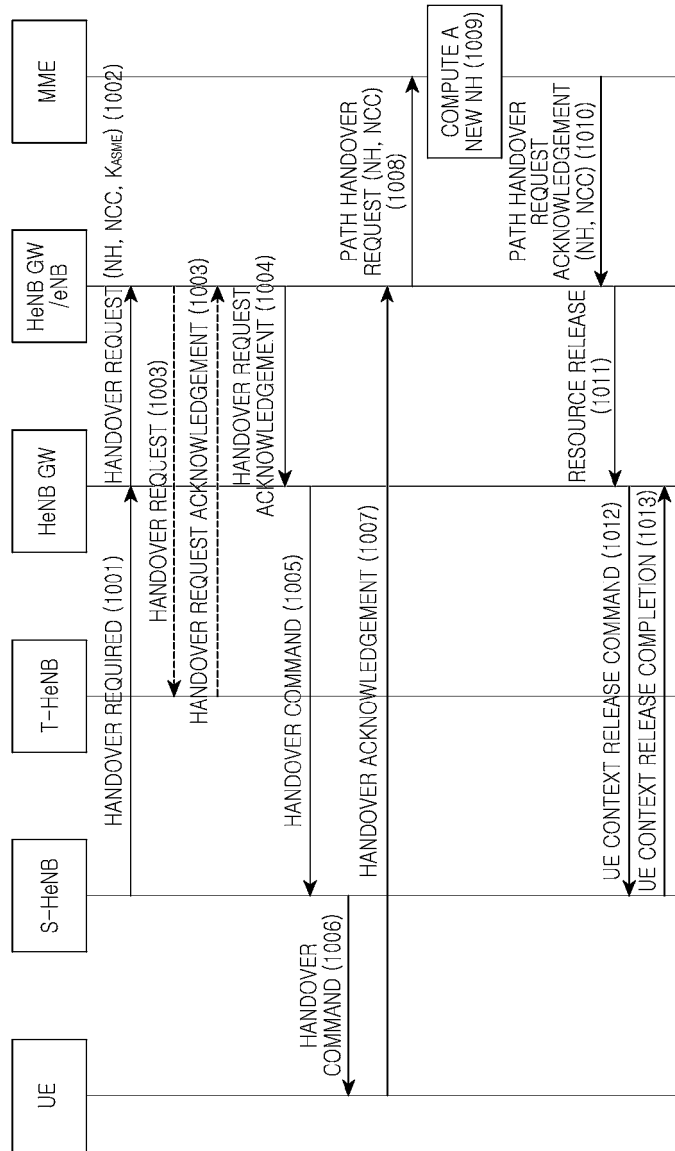 UE
S-HeNB
T-HeNB
HeNB GW
HeNB GW
/eNB
MME
HANDOVER REQUIRED (1001)
HANDOVER REQUEST (NH, NCC, KASME) (1002)
HANDOVER REQUEST (1003)
HANDOVER REQUEST ACKNOWLEDGEMENT (1003)
HANDOVER REQUEST
ACKNOWLEDGEMENT (1004)
HANDOVER COMMAND (1005)
HANDOVER
COMMAND (1006)
HANDOVER ACKNOWLEDGEMENT (1007)
PATH HANDOVER
REQUEST (NH, NCC)
(1008)
COMPUTE A
NEW NH (1009)
PATH HANDOVER
REQUEST
ACKNOWLEDGEMENT
(NH, NCC) (1010)
RESOURCE RELEASE
(1011)
UE CONTEXT RELEASE COMMAND (1012)
UE CONTEXT RELEASE COMPLETION (1013)